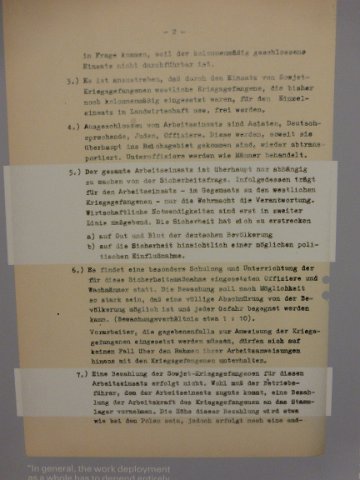 - 2 -
in Frage kommen, weil der kolonnenmäßig geschlossene
Einsatz nicht durchführbar ist.
3.) Es ist anzustreben, daß durch den Einsatz von Sowjet-
Kriegsgefangenen westliche Kriegsgefangene, die bisher
noch kolonnenmäßig eingesetzt waren, für den Einzel-
einsatz in Landwirtschaft usw. frei werden.
4.) Ausgeschlossen vom Arbeitseinsatz sind Asiaten, Deutsch-
sprechende, Juden, Offiziere. Diese werden, soweit sie
überhaupt ins Reichsgebiet gekommen sind, wieder abtrans-
portiert. Unteroffiziere werden wie Männer behandelt.
5.) Der gesamte Arbeitseinsatz ist überhaupt nur abhängig
zu machen von der Sicherheitsfrage. Infolgedessen trägt
für den Arbeitseinsatz - im Gegensatz zu den westlichen
Kriegsgefangenen - nur die Wehrmacht die Verantwortung.
Wirtschaftliche Notwendigkeiten sind erst in zweiter
Linie maßgebend. Die Sicherheit hat sich zu erstrecken
a) auf Gut und Blut der deutschen Bevölkerung
b) auf die Sicherheit hinsichtlich einer möglichen poli-
tischen Einflußnahme.
6.) Es findet eine besondere Schulung und Unterrichtung der
für diese Sicherheitsmaßnahme eingesetzten Offiziere und
Wachmänner statt. Die Bewachung soll nach Möglichkeit
so stark sein, daß eine völlige Abschnürung von der Be-
völkerung möglich ist und jeder Gefahr begegnet werden
kann. (Bewachungsverhältnis etwa 1 : 10).
Vorarbeiter, die gegebenenfalls zur Anweisung der Kriegs-
gefangenen eingesetzt werden müssen, dürfen sich auf
keinen Fall über den Rahmen ihrer Arbeitsanweisungen
hinaus mit den Kriegsgefangenen unterhalten.
7.) Eine Bezahlung der Sowjet-Kriegsgefangenen für diesen
Arbeitseinsatz erfolgt nicht. Wohl muß der Betriebs-
führer, dem der Arbeitseinsatz zugute kommt, eine Bezah-
lung der Arbeitskraft des Kriegsgefangenen an das Stamm-
lager vornehmen. Die Höhe dieser Bezahlung wird etwa
wie bei den Polen sein, jedoch erfolgt noch eine end-
"In general, the work deployment
as a whole has to depend entirely